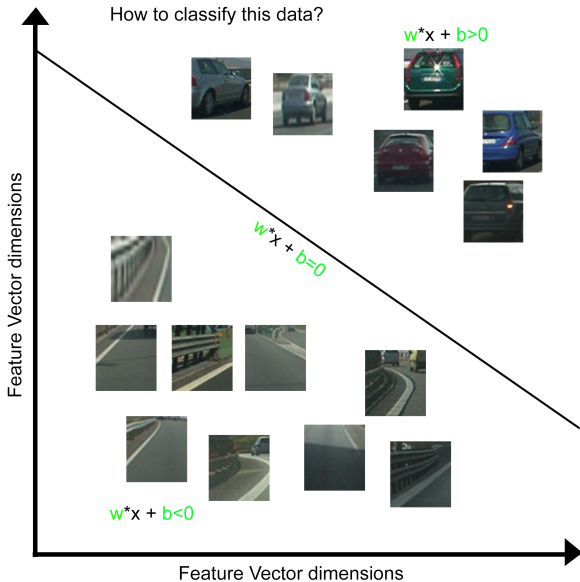 How to classify this data?
w*x + b>0
w*x + b=0
w*x + b<0
Feature Vector dimensions
Feature Vector dimensions